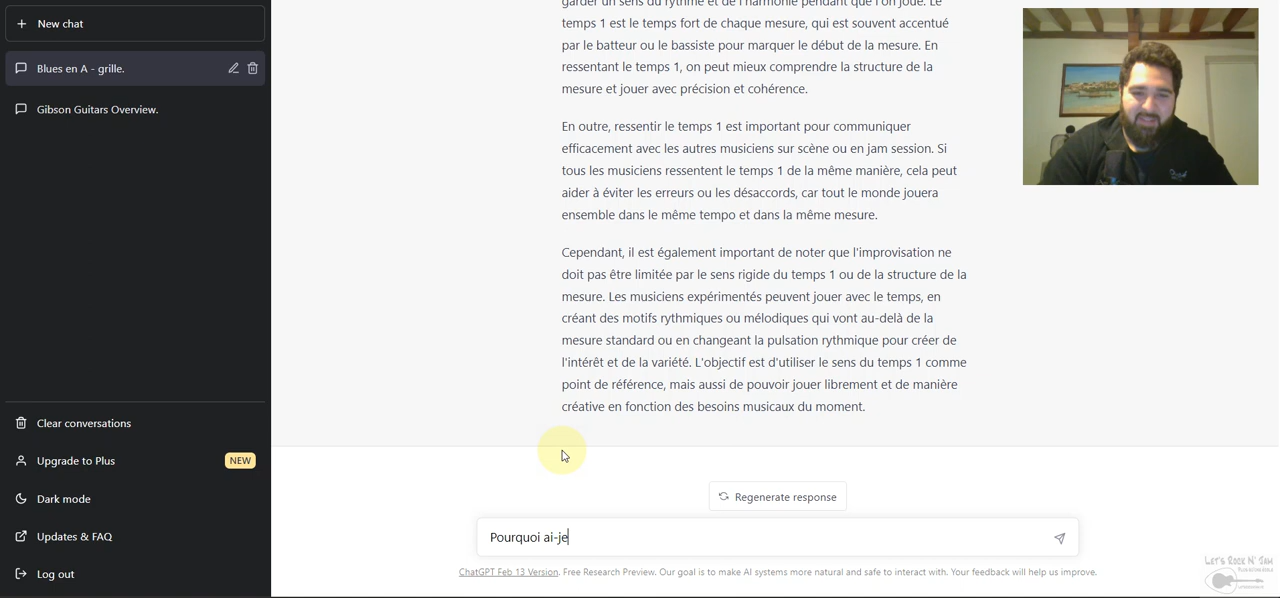 New chat
Blues en A - grille.
Gibson Guitars Overview.
Clear conversations
Upgrade to Plus
NEW
Dark mode
Updates & FAQ
Log out
garder un sens du rythme et de l'harmonie pendant que l'on joue. Le
temps 1 est le temps fort de chaque mesure, qui est souvent accentué
par le batteur ou le bassiste pour marquer le début de la mesure. En
ressentant le temps 1, on peut mieux comprendre la structure de la
mesure et jouer avec précision et cohérence.
En outre, ressentir le temps 1 est important pour communiquer
efficacement avec les autres musiciens sur scène ou en jam session. Si
tous les musiciens ressentent le temps 1 de la même manière, cela peut
aider à éviter les erreurs ou les désaccords, car tout le monde jouera
ensemble dans le même tempo et dans la même mesure.
Cependant, il est également important de noter que l'improvisation ne
doit pas être limitée par le sens rigide du temps 1 ou de la structure de la
mesure. Les musiciens expérimentés peuvent jouer avec le temps, en
créant des motifs rythmiques ou mélodiques qui vont au-delà de la
mesure standard ou en changeant la pulsation rythmique pour créer de
l'intérêt et de la variété. L'objectif est d'utiliser le sens du temps 1 comme
point de référence, mais aussi de pouvoir jouer librement et de manière
créative en fonction des besoins musicaux du moment.
Regenerate response
Pourquoi ai-je
ChatGPT Feb 13 Version. Free Research Preview. Our goal is to make AI systems more natural and safe to interact with. Your feedback will help us improve.
LET'S ROCK N' JAM